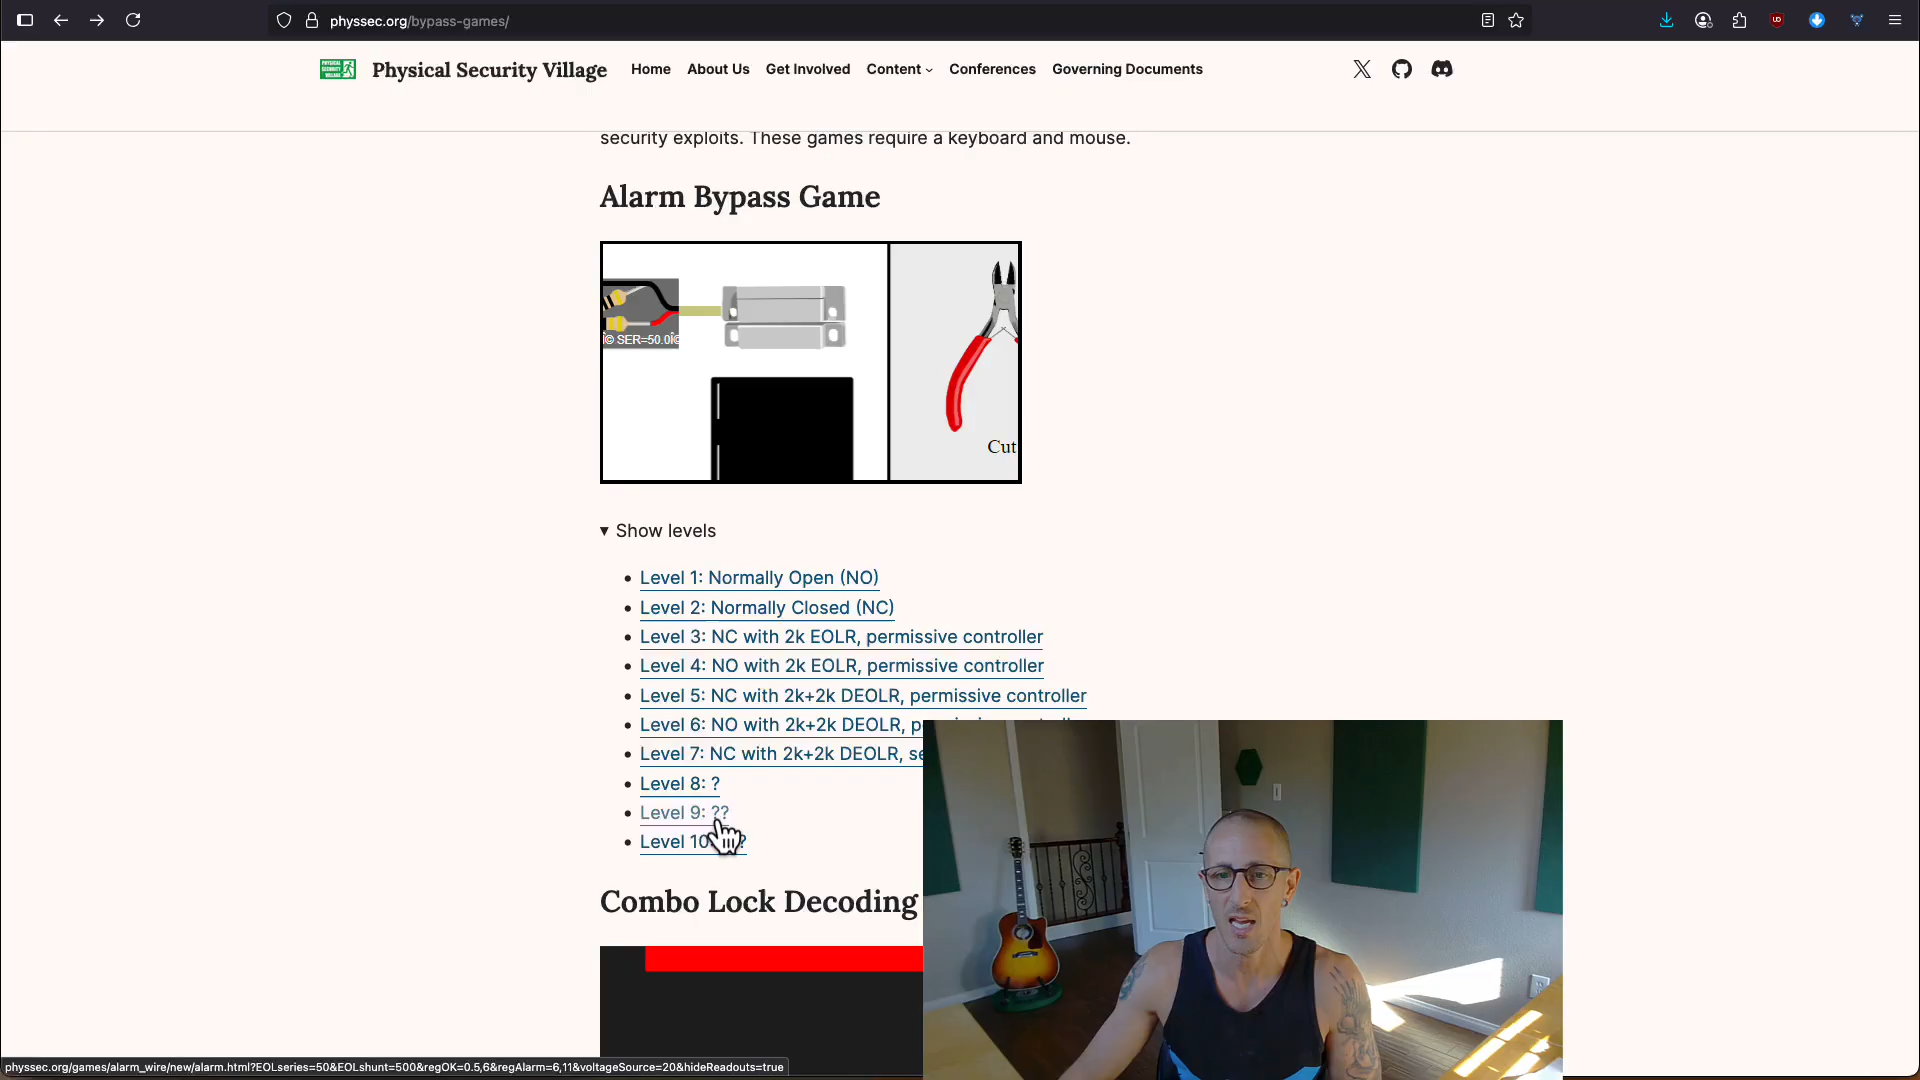 physsec.org/bypass-games/
Physical Security Village
Home
About Us
Get Involved
Content
Conferences
Governing Documents
security exploits. These games require a keyboard and mouse.
Alarm Bypass Game
SER=50.0
Cut
Show levels
Level 1: Normally Open (NO)
Level 2: Normally Closed (NC)
Level 3: NC with 2k EOLR, permissive controller
Level 4: NO with 2k EOLR, permissive controller
Level 5: NC with 2k+2k DEOLR, permissive controller
Level 6: NO with 2k+2k DEOLR,
Level 7: NC with 2k+2k DEOLR,
Level 8: ?
Level 9: ??
Level 10
Combo Lock Decoding
physsec.org/games/alarm_wire/new/alarm.html?EOLseries=50&EOLshunt=500&regOK=0.5,6&regAlarm=6,11&voltageSource=20&hideReadouts=true